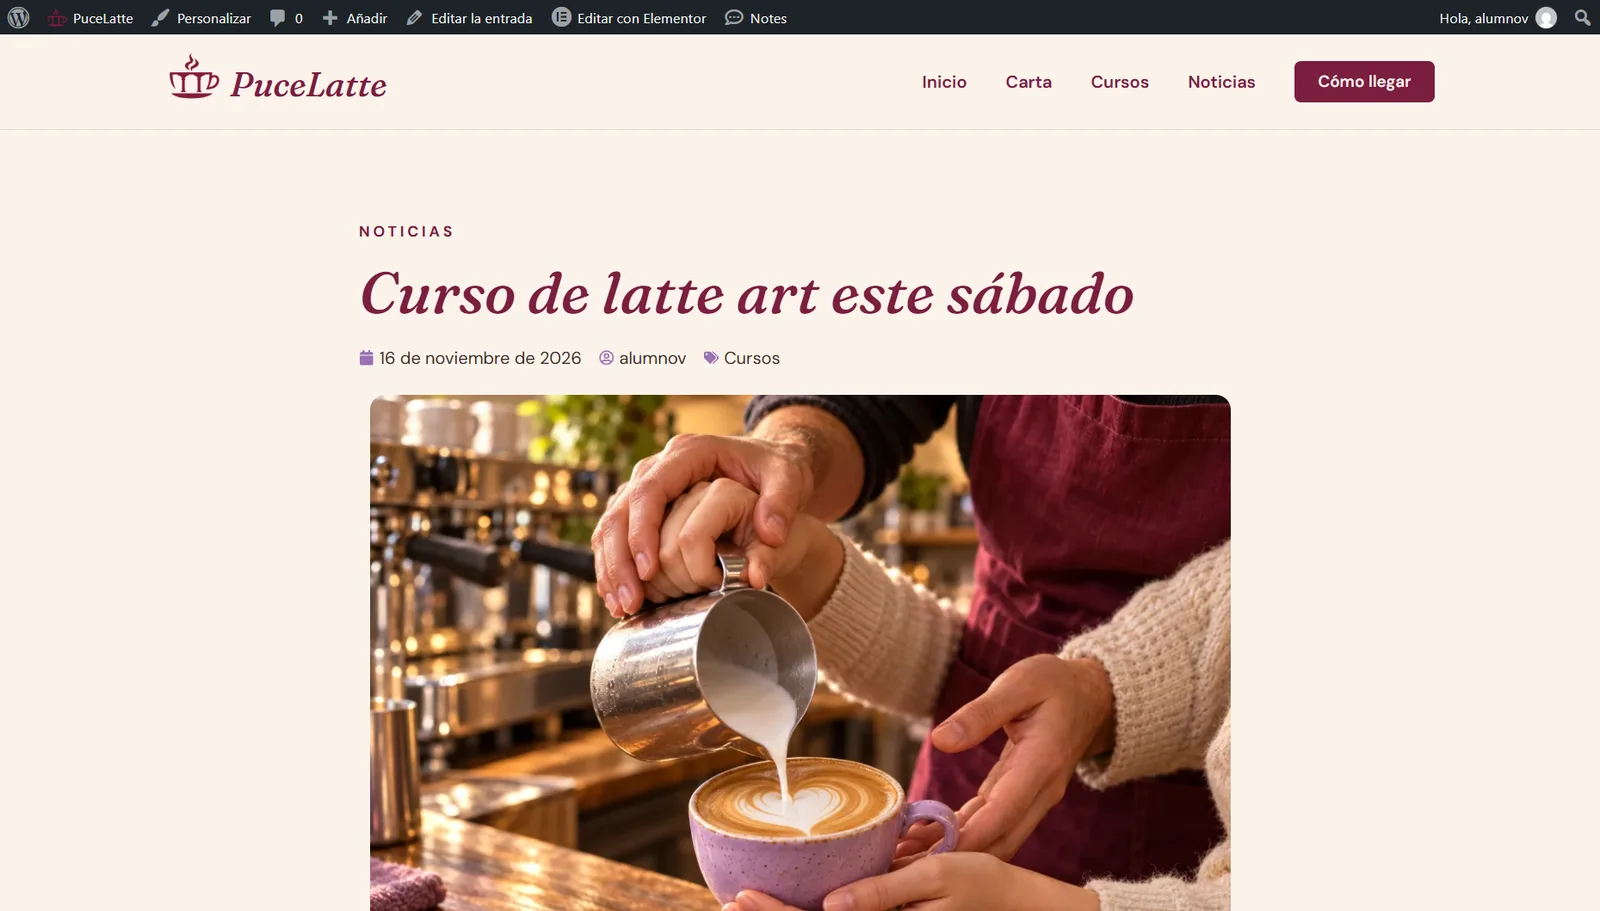 PuceLatte Personalizar 0 Añadir Editar la entrada Editar con Elementor Notes Hola, alumnov
PuceLatte
Inicio Carta Cursos Noticias Cómo llegar
NOTICIAS
Curso de latte art este sábado
16 de noviembre de 2026 alumnov Cursos